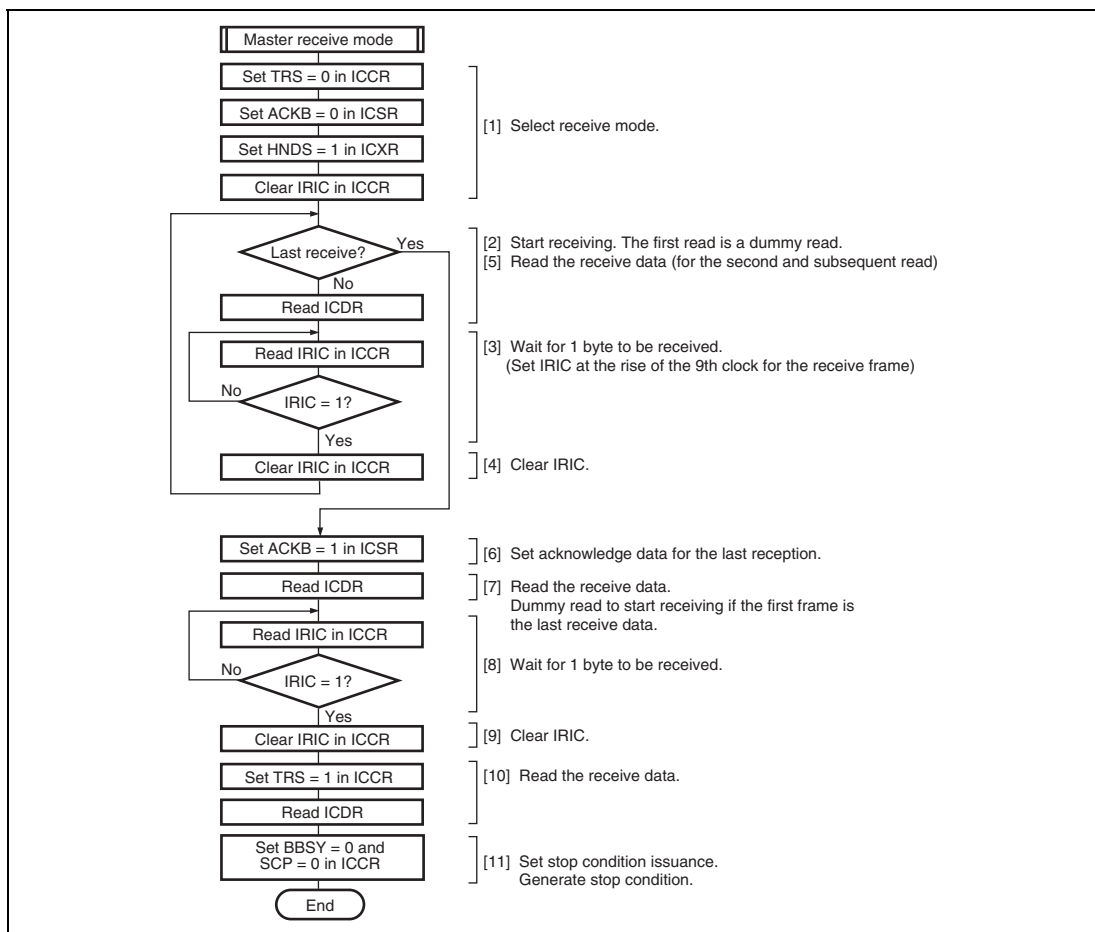 Master receive mode
Set TRS = 0 in ICCR
Set ACKB = 0 in ICSR
[1] Select receive mode.
Set HNDS = 1 in ICXR
Clear IRIC in ICCR
Last receive?
Yes
[2] Start receiving. The first read is a dummy read.
[5] Read the receive data (for the second and subsequent read)
No
Read ICDR
Read IRIC in ICCR
[3] Wait for 1 byte to be received.
(Set IRIC at the rise of the 9th clock for the receive frame)
No
IRIC = 1?
Yes
Clear IRIC in ICCR
[4] Clear IRIC.
Set ACKB = 1 in ICSR
[6] Set acknowledge data for the last reception.
Read ICDR
[7] Read the receive data.
Dummy read to start receiving if the first frame is
the last receive data.
Read IRIC in ICCR
[8] Wait for 1 byte to be received.
No
IRIC = 1?
Yes
Clear IRIC in ICCR
[9] Clear IRIC.
Set TRS = 1 in ICCR
[10] Read the receive data.
Read ICDR
Set BBSY = 0 and
SCP = 0 in ICCR
[11] Set stop condition issuance.
Generate stop condition.
End